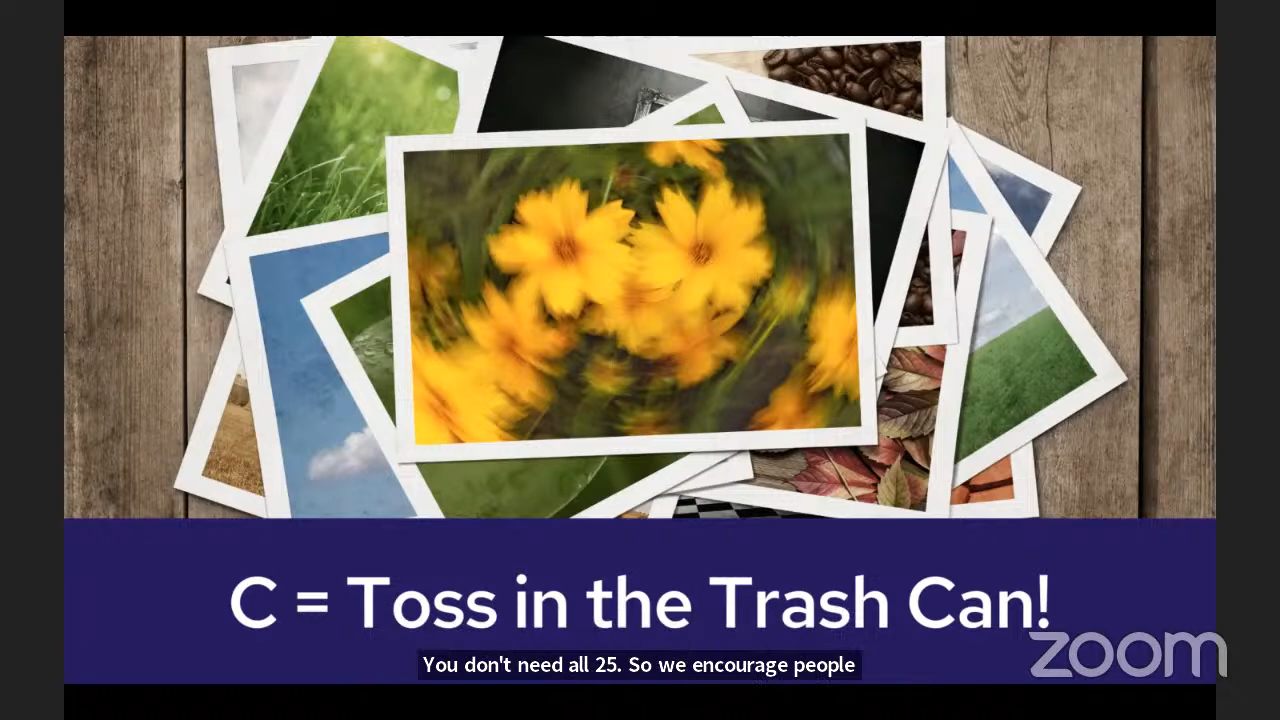 C = Toss in the Trash Can!
You don't need all 25. So we encourage people
zoom